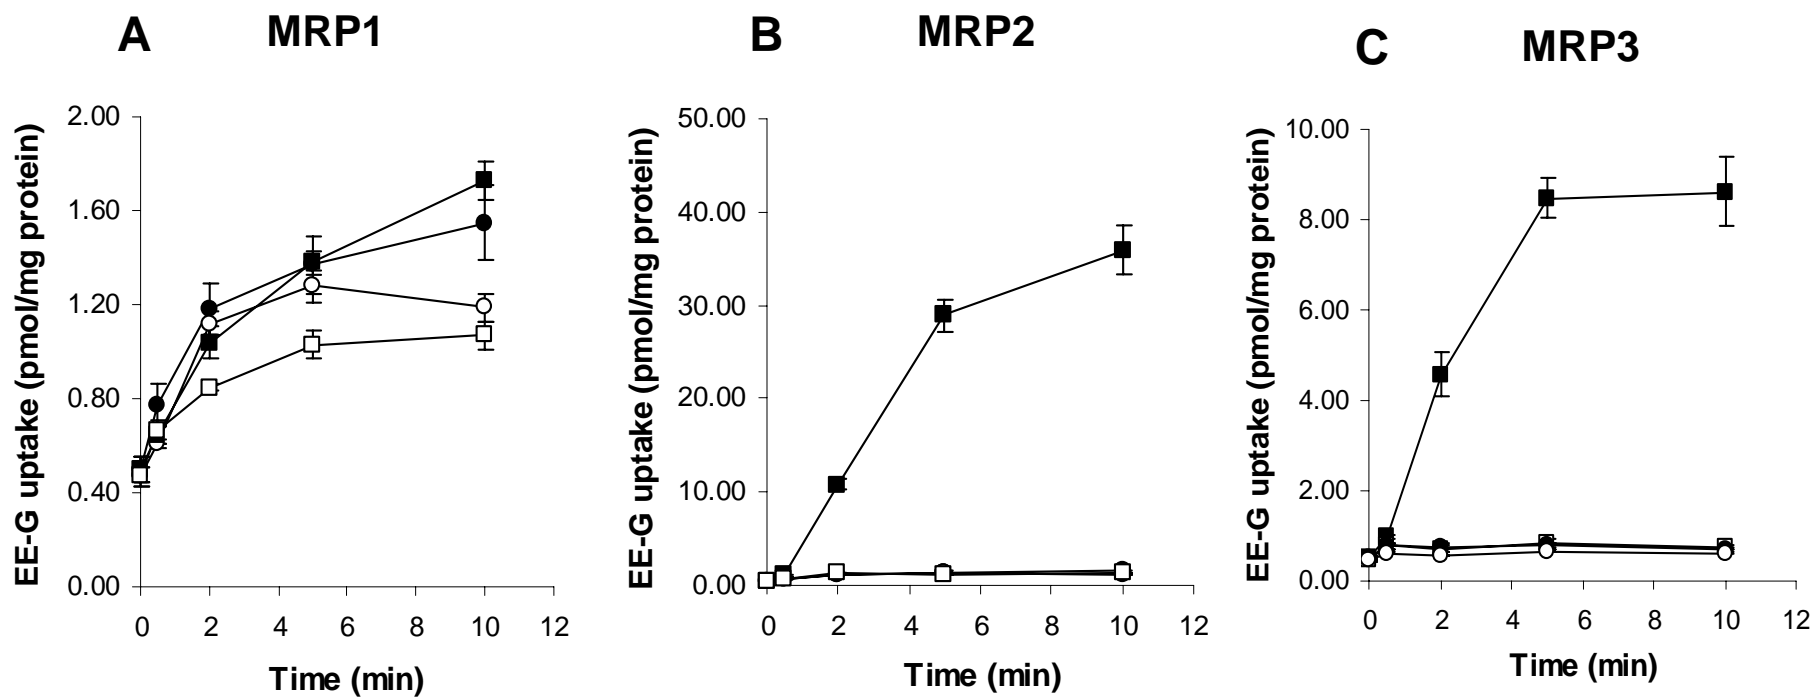 A MRP1
EE-G uptake (pmol/mg protein)
2.00
1.60
1.20
0.80
0.40
0.00
0 2 4 6 8 10 12
Time (min)
B MRP2
EE-G uptake (pmol/mg protein)
50.00
40.00
30.00
20.00
10.00
0.00
0 2 4 6 8 10 12
Time (min)
C MRP3
EE-G uptake (pmol/mg protein)
10.00
8.00
6.00
4.00
2.00
0.00
0 2 4 6 8 10 12
Time (min)